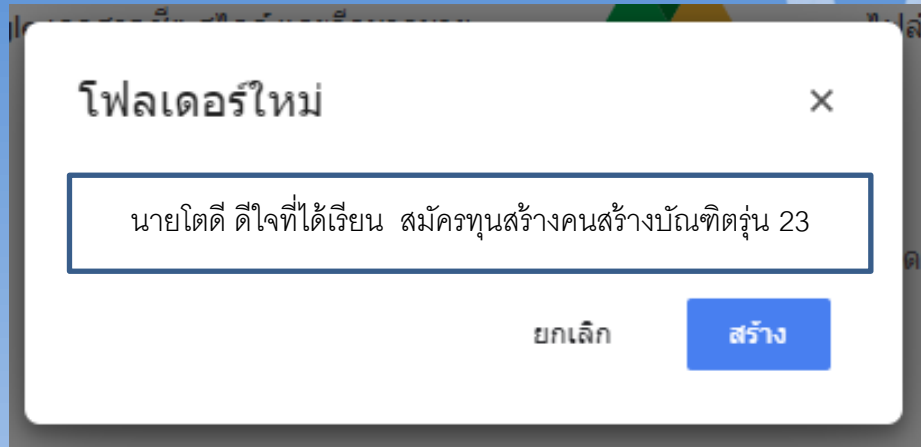 โฟลเดอร์ใหม่ ×
นายโตดี ดีใจที่ได้เรียน สมัครทุนสร้างคนสร้างบัณฑิตรุ่น 23
ยกเลิก สร้าง